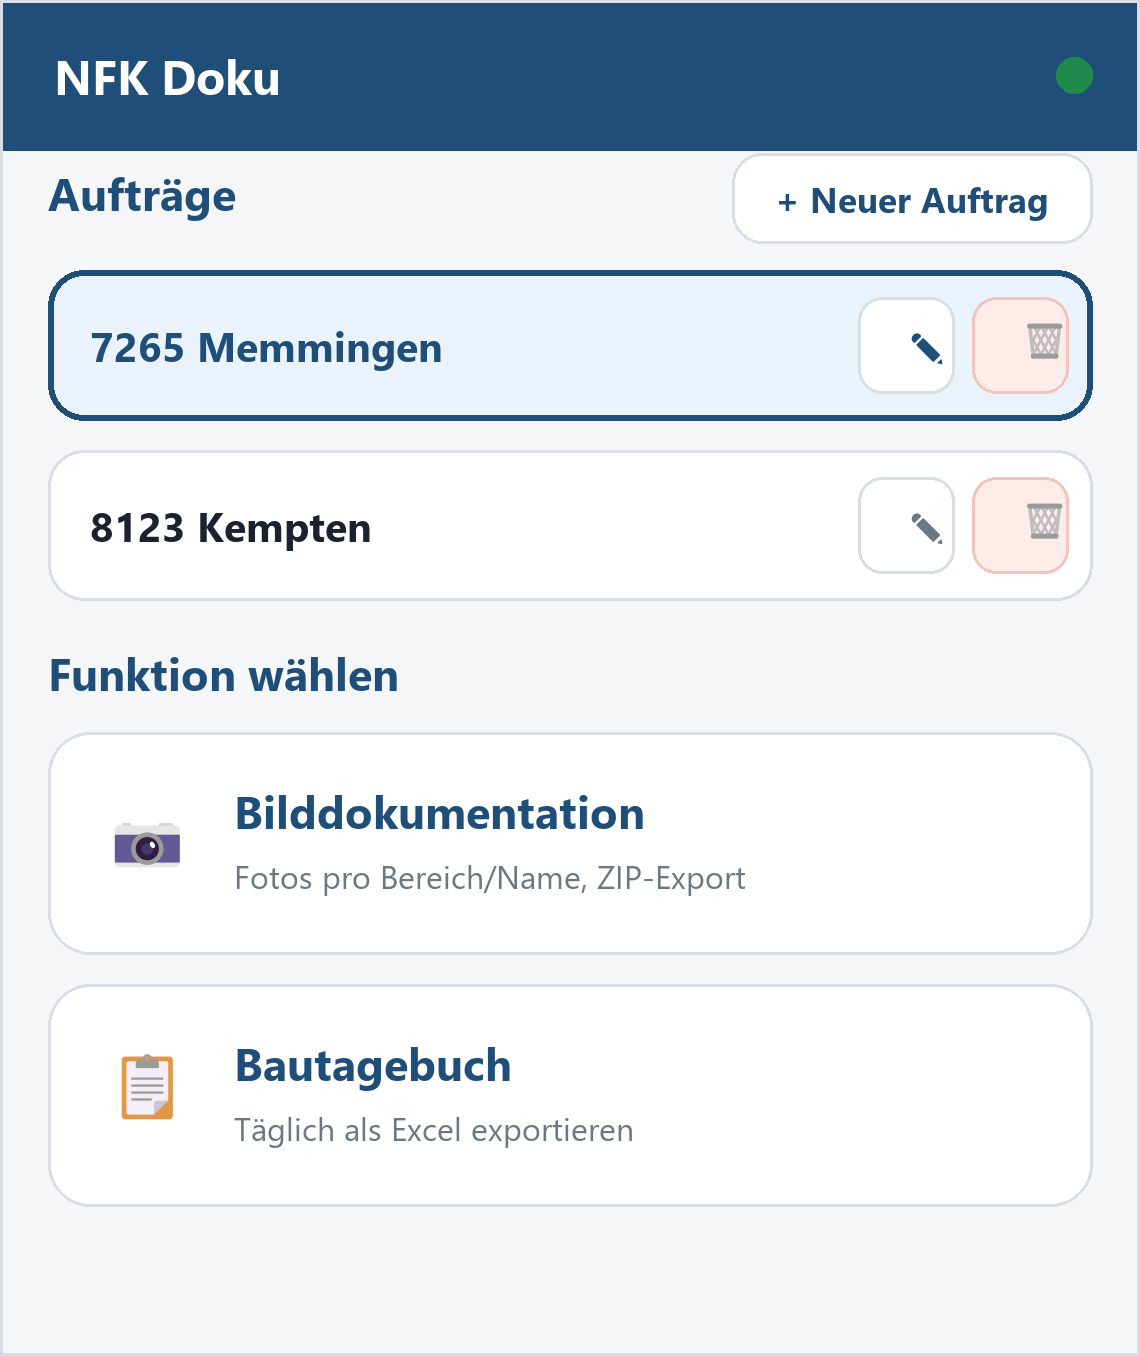 NFK Doku
Aufträge
+ Neuer Auftrag
7265 Memmingen
8123 Kempten
Funktion wählen
Bilddokumentation
Fotos pro Bereich/Name, ZIP-Export
Bautagebuch
Täglich als Excel exportieren